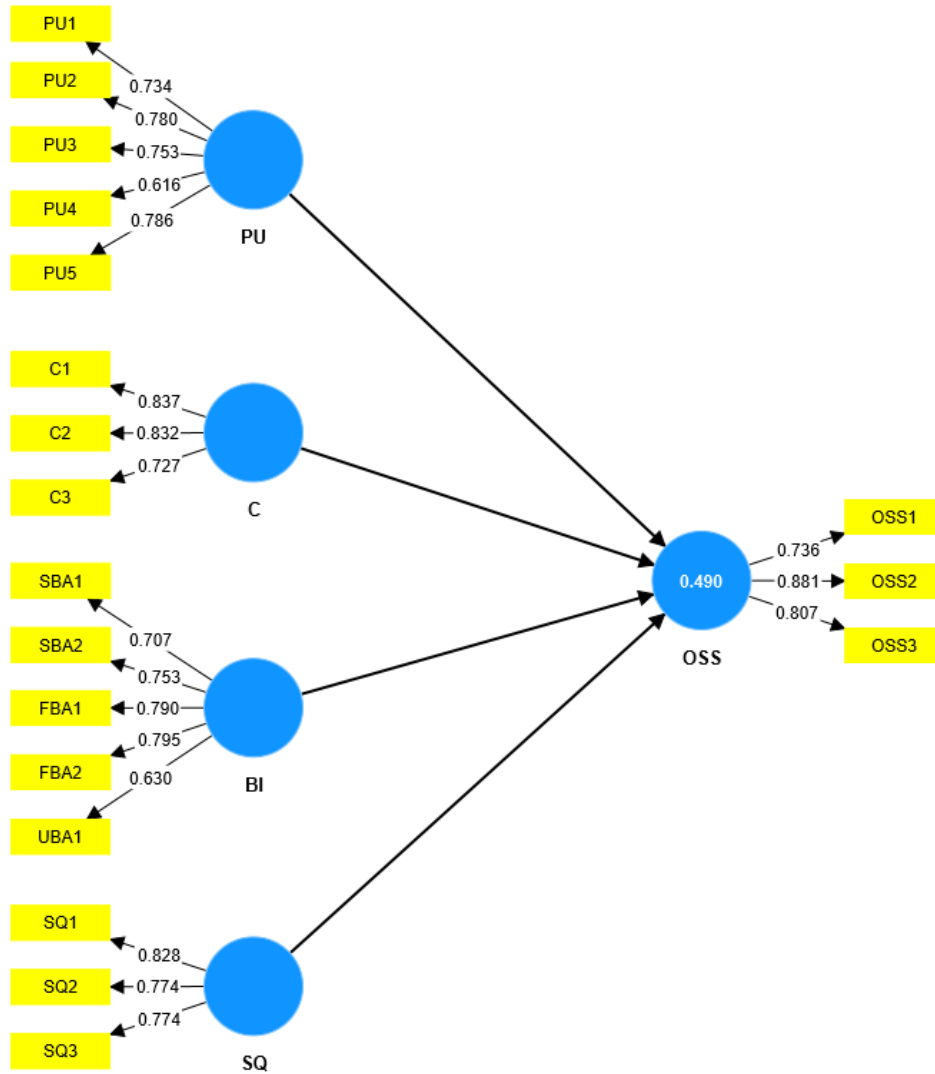 PU1
0.734
PU2
0.780
PU3
0.753
PU4
0.616
PU5
0.786
PU
C1
0.837
C2
0.832
C3
0.727
C
SBA1
0.707
SBA2
0.753
FBA1
0.790
FBA2
0.795
UBA1
0.630
BI
SQ1
0.828
SQ2
0.774
SQ3
0.774
SQ
0.490
OSS
OSS1
0.736
OSS2
0.881
OSS3
0.807